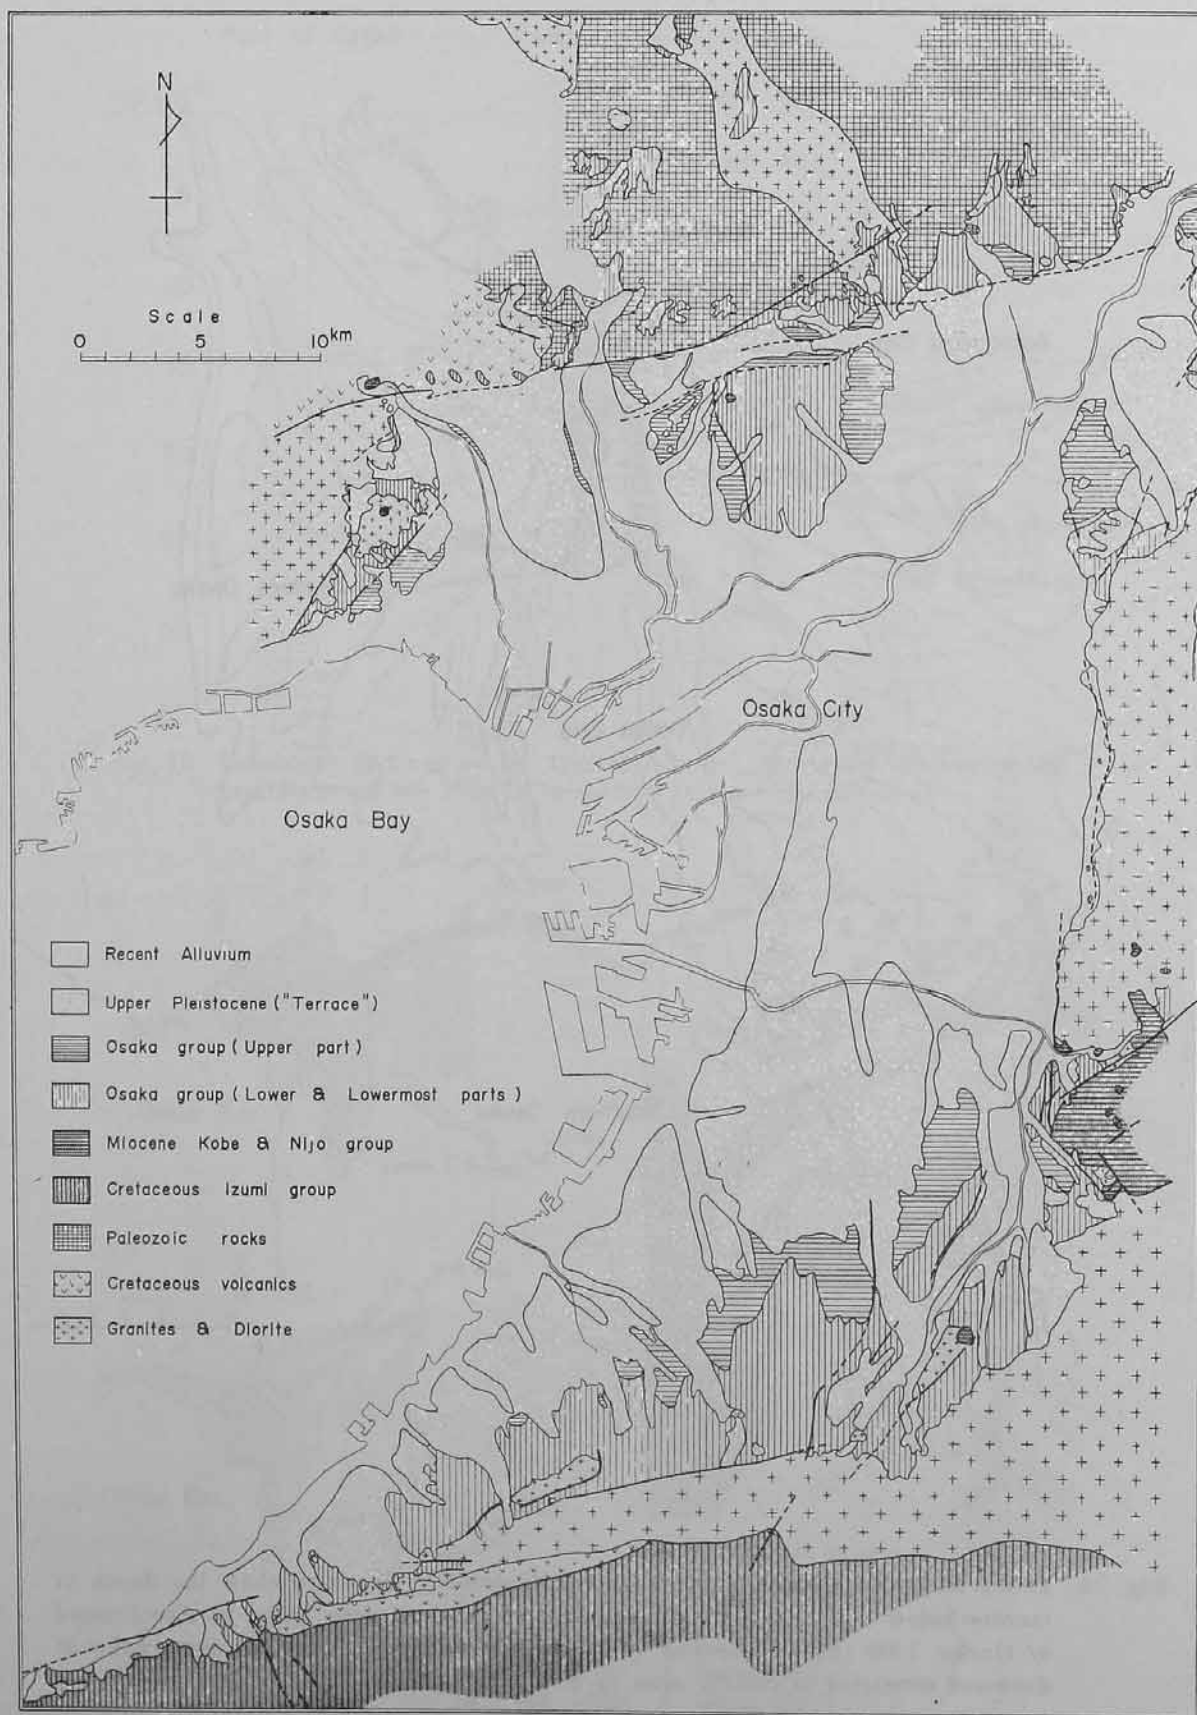 N
Scale
0 5 10km
Osaka City
Osaka Bay
Recent Alluvium
Upper Pleistocene ("Terrace")
Osaka group (Upper part)
Osaka group (Lower & Lowermost parts)
Miocene Kobe & Nijo group
Cretaceous Izumi group
Paleozoic rocks
Cretaceous volcanics
Granites & Diorite